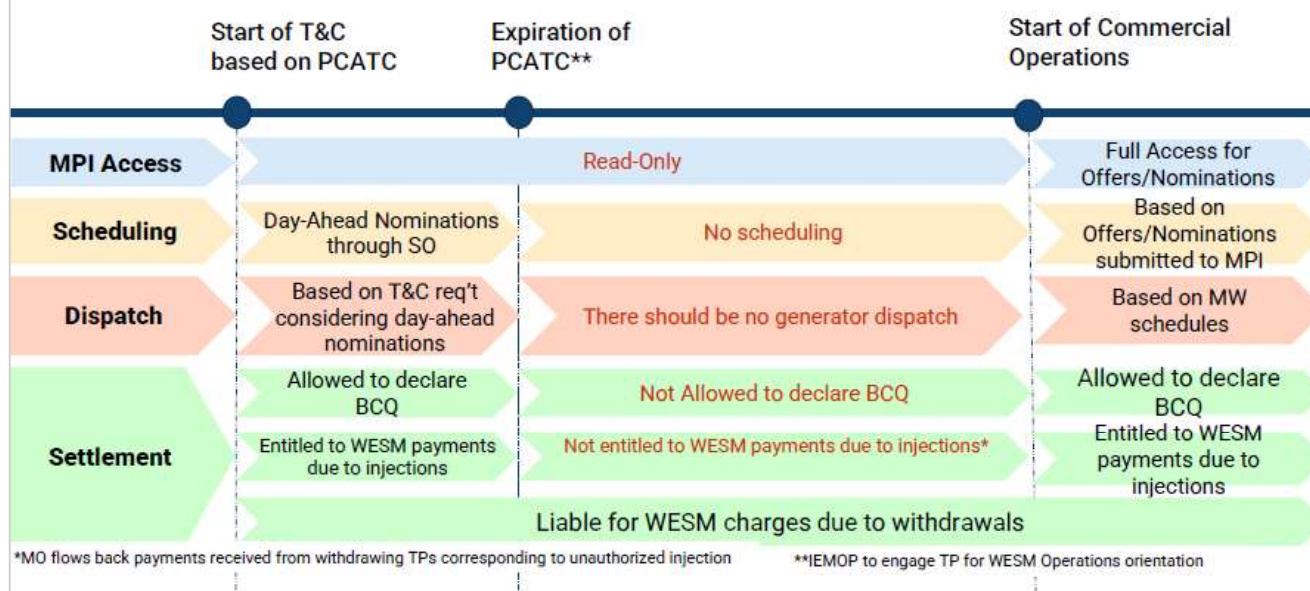 Start of T&C
based on PCATC
Expiration of
PCATC**
Start of Commercial
Operations
MPI Access
Read-Only
Full Access for
Offers/Nominations
Scheduling
Day-Ahead Nominations
through SO
No scheduling
Based on
Offers/Nominations
submitted to MPI
Dispatch
Based on T&C req't
considering day-ahead
nominations
There should be no generator dispatch
Based on MW
schedules
Settlement
Allowed to declare
BCQ
Not Allowed to declare BCQ
Allowed to declare
BCQ
Entitled to WESM payments
due to injections
Not entitled to WESM payments due to injections*
Entitled to WESM
payments due to
injections
Liable for WESM charges due to withdrawals
*MO flows back payments received from withdrawing TPs corresponding to unauthorized injection
**IEMOP to engage TP for WESM Operations orientation